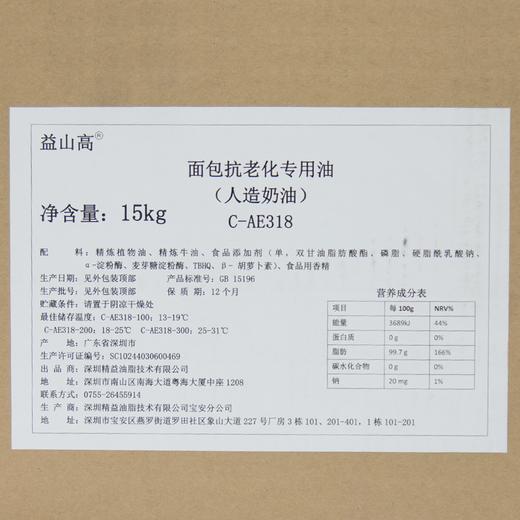 益山高®
面包抗老化专用油
（人造奶油）
净含量：15kg
C-AE318
配 料：精炼植物油、精炼牛油、食品添加剂（单，双甘油脂肪酸酯、磷脂、硬脂酰乳酸钠、
α-淀粉酶、麦芽糖淀粉酶、TBHQ、β-胡萝卜素）、食品用香精
生产日期：见外包装顶部 产品标准号：GB 15196
生产批号：见外包装顶部 保 质 期：12个月
贮藏条件：请置于阴凉干燥处
最佳储存温度：C-AE318-100：13-19℃
C-AE318-200：18-25℃ C-AE318-300：25-31℃
产 地：广东省深圳市
生产许可证编号：SC10244030600469
出 品 商：深圳精益油脂技术有限公司
地 址：深圳市南山区南海大道粤海大厦中座1208
联系方式：0755-26455914
生 产 商：深圳精益油脂技术有限公司宝安分公司
地 址：深圳市宝安区燕罗街道罗田社区象山大道227号厂房3栋101、201-401，1栋101-201
营养成分表
项目 每100g NRV%
能量 3689kJ 44%
蛋白质 0 g 0%
脂肪 99.7 g 166%
碳水化合物 0 g 0%
钠 20 mg 1%